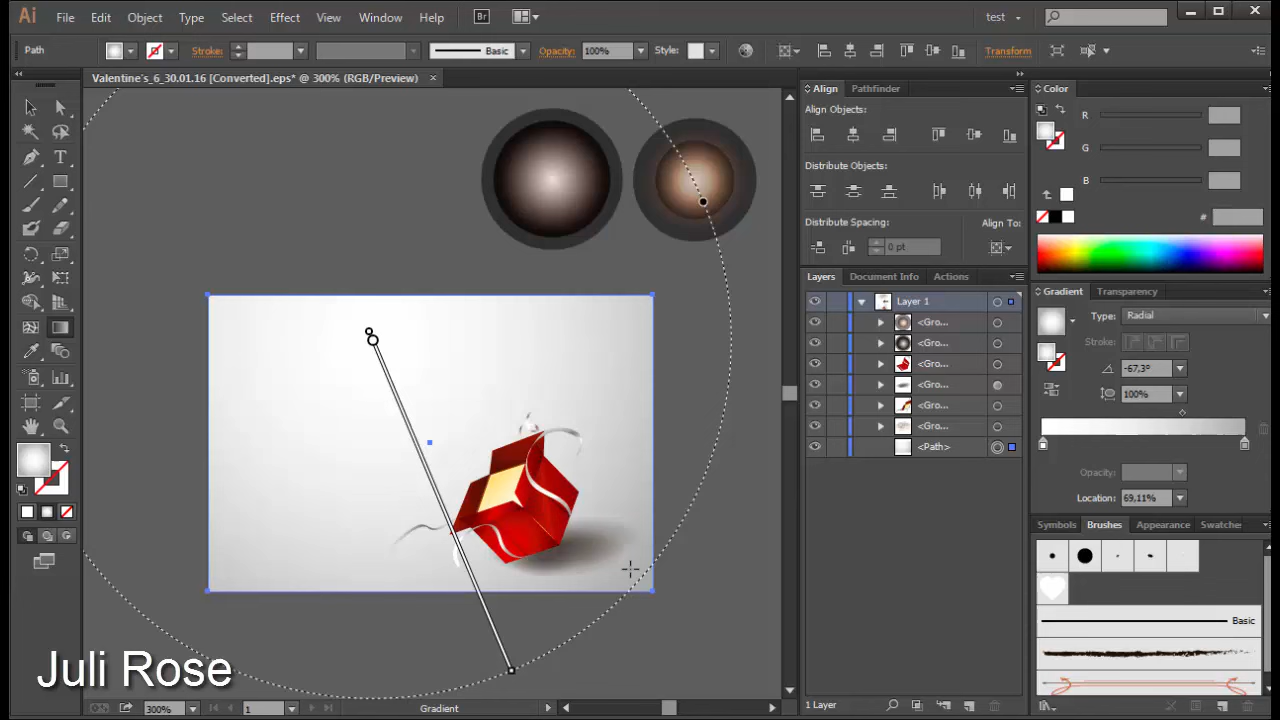 Ai File Edit Object Type Select Effect View Window Help Br test
Path Stroke: Basic Opacity: 100% Style: Transform
Valentine's_6_30.01.16 [Converted].eps* @ 300% (RGB/Preview) ×
Align Pathfinder
Align Objects:
Distribute Objects:
Distribute Spacing: Align To:
0 pt
Layers Document Info Actions
Layer 1
<Gro...
<Gro...
<Gro...
<Gro...
<Gro...
<Gro...
<Path>
1 Layer
Color
R
G
B
#
Gradient Transparency
Type: Radial
Stroke:
-67,3°
100%
Opacity:
Location: 69,11%
Symbols Brushes Appearance Swatches
Basic
T
Juli Rose
300% 1 Gradient